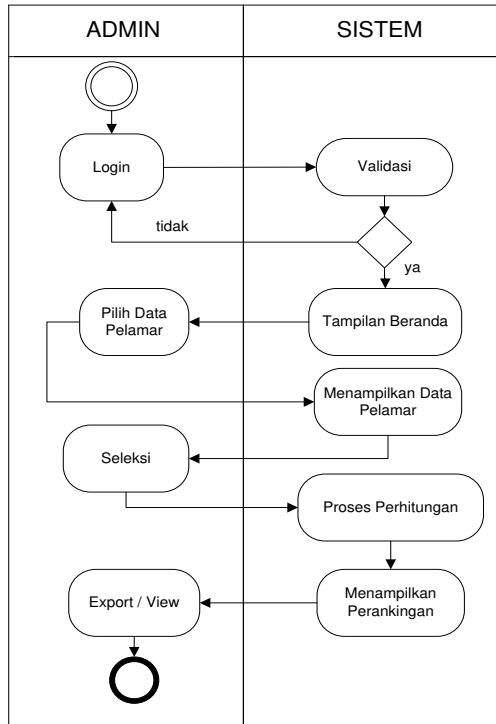 ADMIN
SISTEM
Login
Validasi
tidak
ya
Pilih Data
Pelamar
Tampilan Beranda
Menampilkan Data
Pelamar
Seleksi
Proses Perhitungan
Export / View
Menampilkan
Perankingan